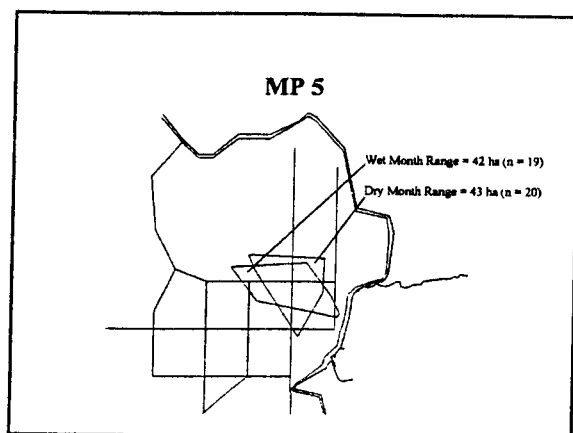 MP 5
Wet Month Range = 42 ha (n = 19)
Dry Month Range = 43 ha (n = 20)